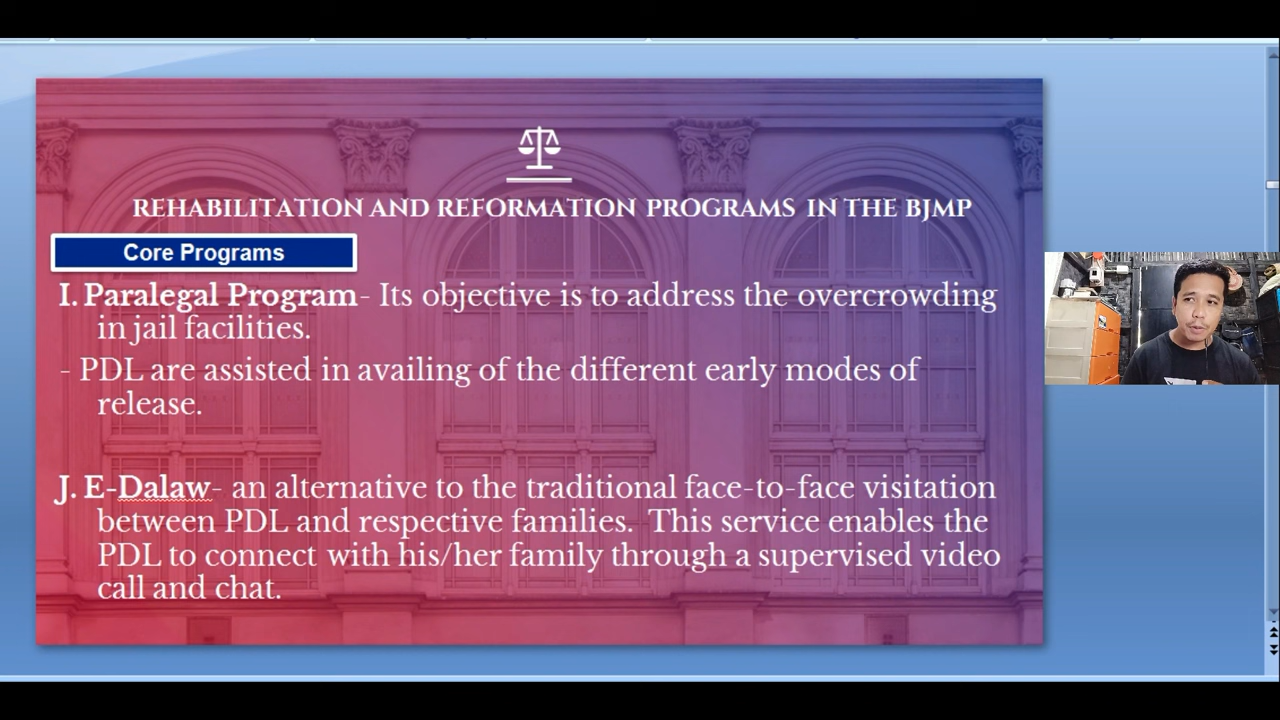 REHABILITATION AND REFORMATION PROGRAMS IN THE BJMP
Core Programs
I. Paralegal Program- Its objective is to address the overcrowding
in jail facilities.
- PDL are assisted in availing of the different early modes of
release.
J. E-Dalaw- an alternative to the traditional face-to-face visitation
between PDL and respective families. This service enables the
PDL to connect with his/her family through a supervised video
call and chat.